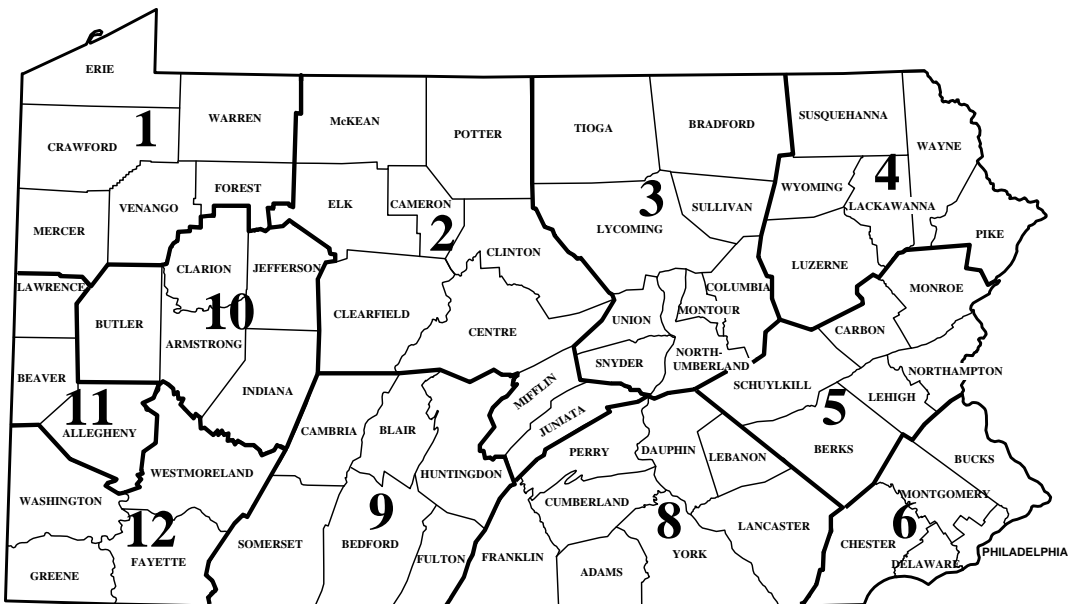 ERIE
1
WARREN
McKEAN
POTTER
TIOGA
BRADFORD
SUSQUEHANNA
WAYNE
CRAWFORD
FOREST
VENANGO
ELK
CAMERON
2
3
SULLIVAN
WYOMING
4
LACKAWANNA
MERCER
LYCOMING
PIKE
CLARION
JEFFERSON
CLINTON
LUZERNE
LAWRENCE
COLUMBIA
MONROE
10
BUTLER
CLEARFIELD
CENTRE
UNION
MONTOUR
CARBON
ARMSTRONG
SNYDER
NORTH-
UMBERLAND
NORTHAMPTON
BEAVER
INDIANA
MIFFLIN
SCHUYLKILL
LEHIGH
11
ALLEGHENY
CAMBRIA
BLAIR
JUNIATA
5
BERKS
PERRY
DAUPHIN
LEBANON
BUCKS
WESTMORELAND
HUNTINGDON
WASHINGTON
CUMBERLAND
MONTGOMERY
12
9
8
LANCASTER
6
SOMERSET
BEDFORD
CHESTER
FAYETTE
FULTON
FRANKLIN
YORK
PHILADELPHIA
GREENE
ADAMS
DELAWARE